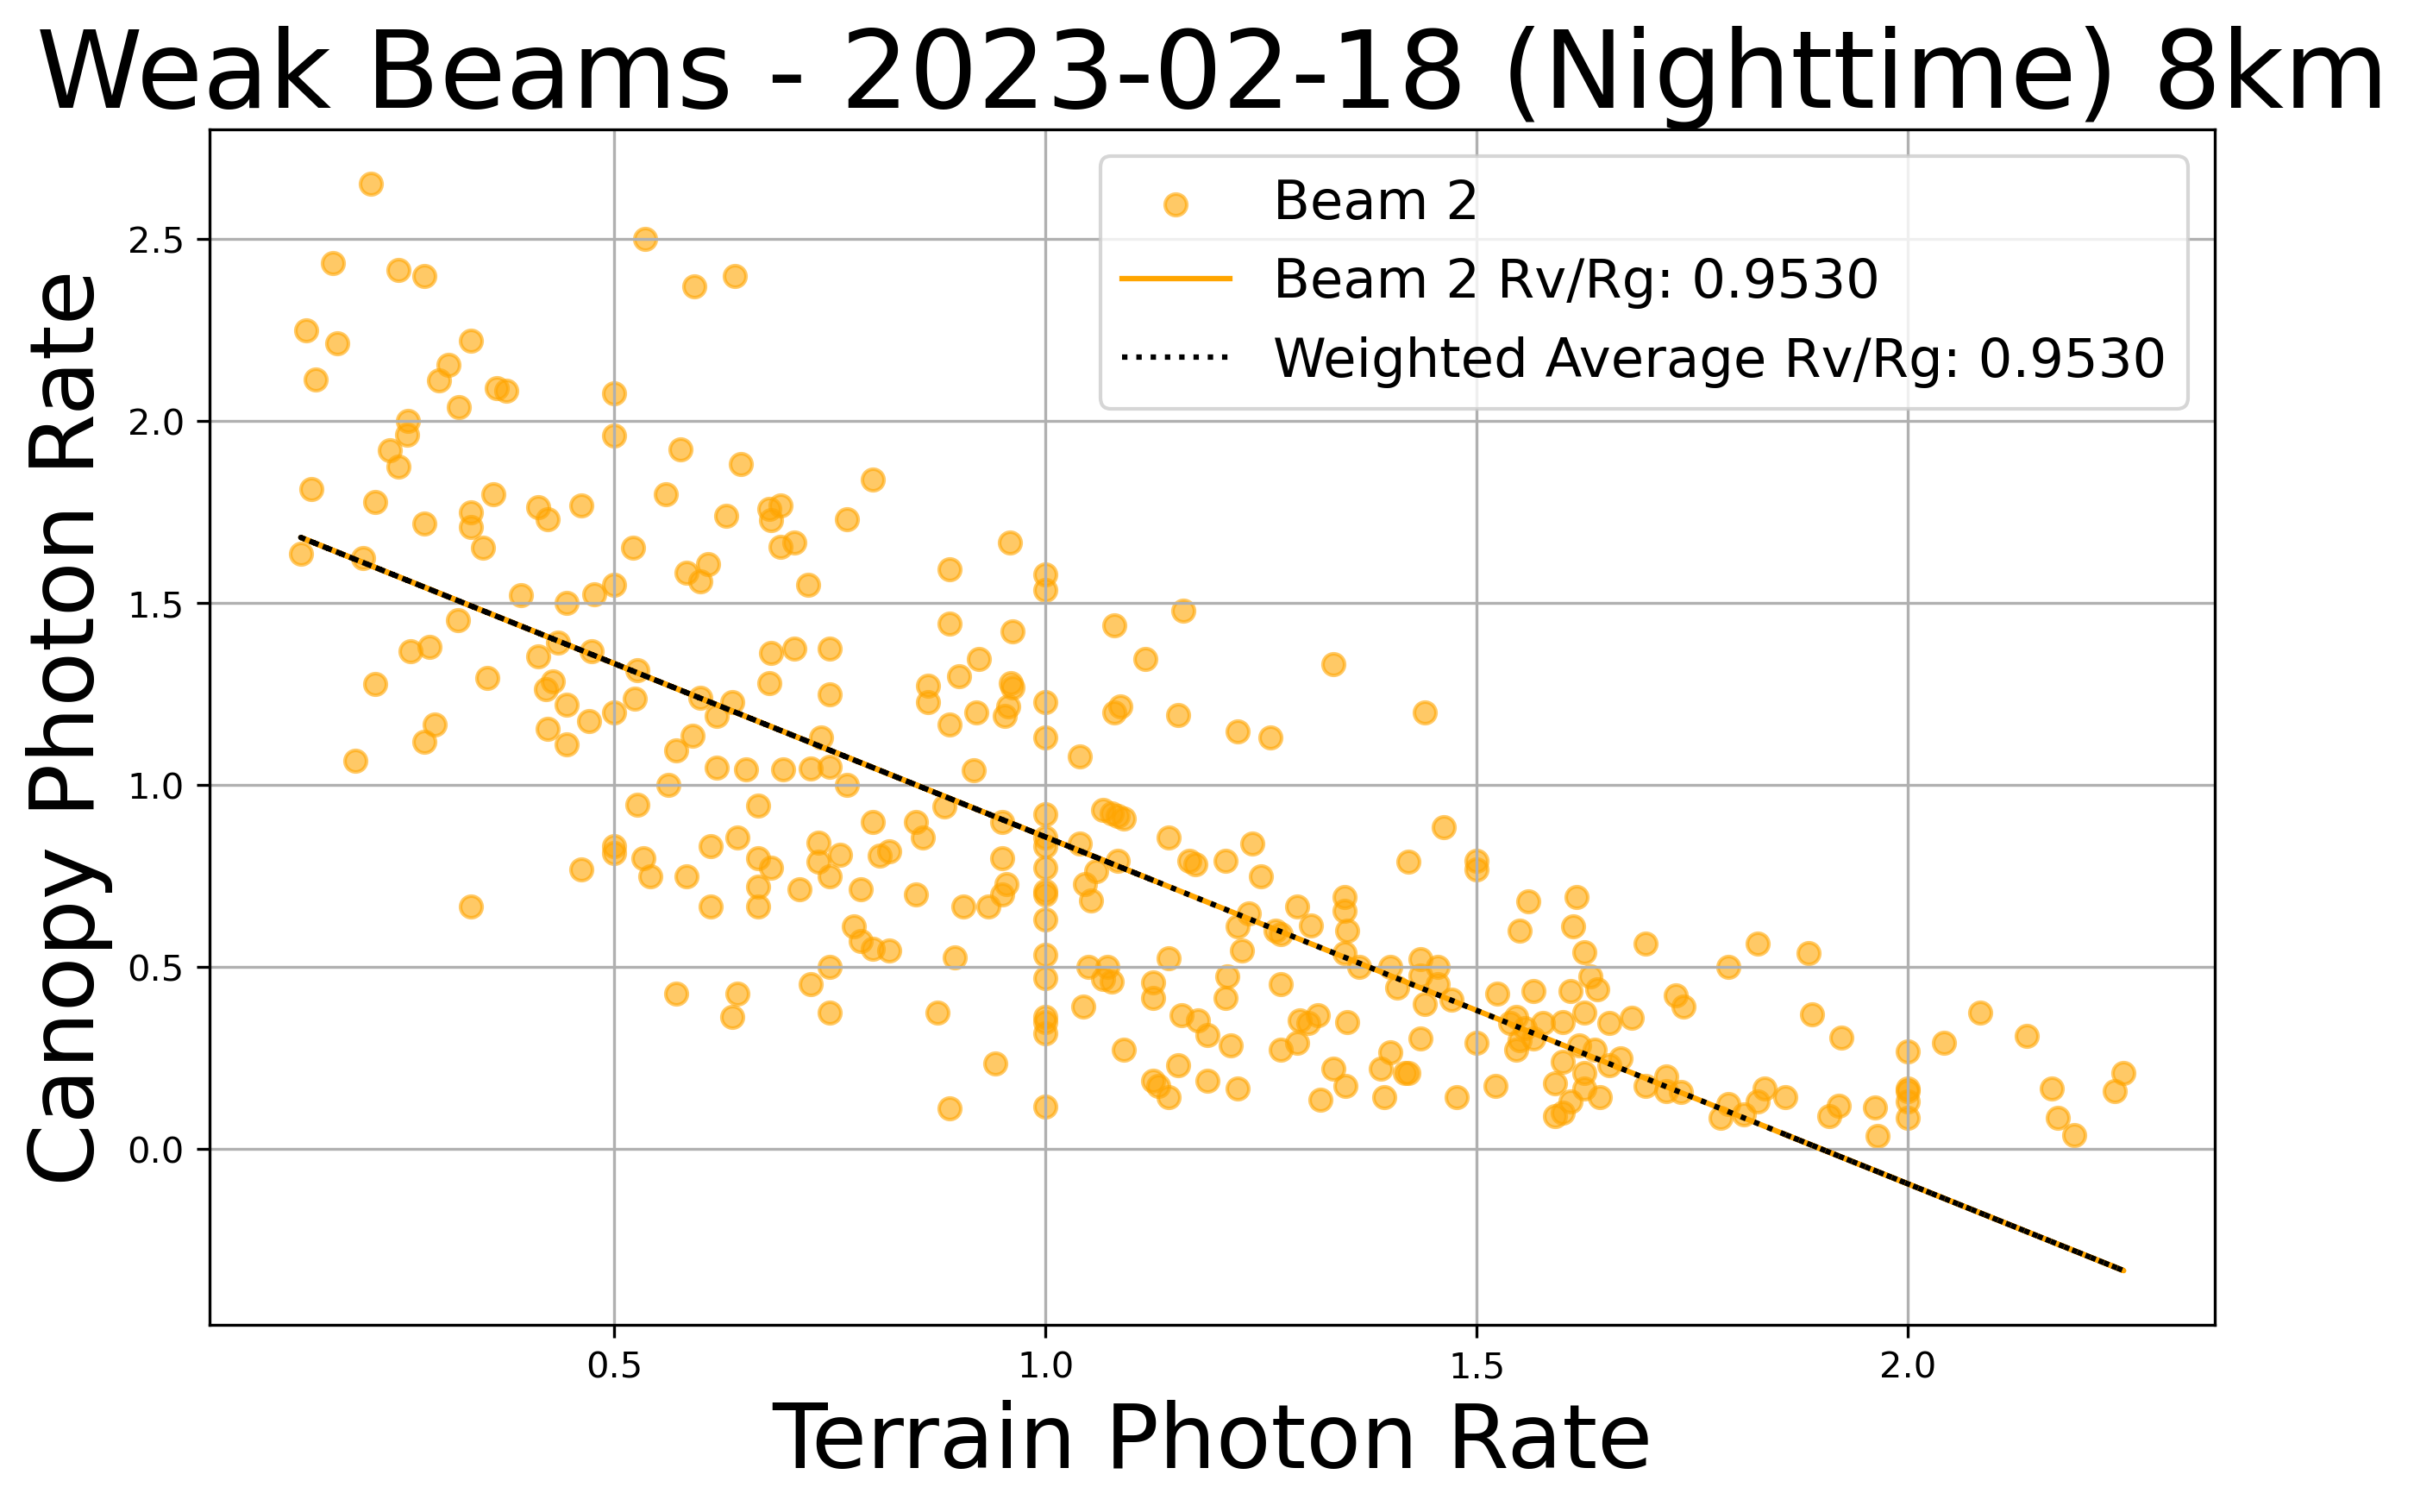 Weak Beams - 2023-02-18 (Nighttime) 8km
Beam 2
Beam 2 Rv/Rg: 0.9530
Weighted Average Rv/Rg: 0.9530
Canopy Photon Rate
2.5
2.0
1.5
1.0
0.5
0.0
0.5 1.0 1.5 2.0
Terrain Photon Rate